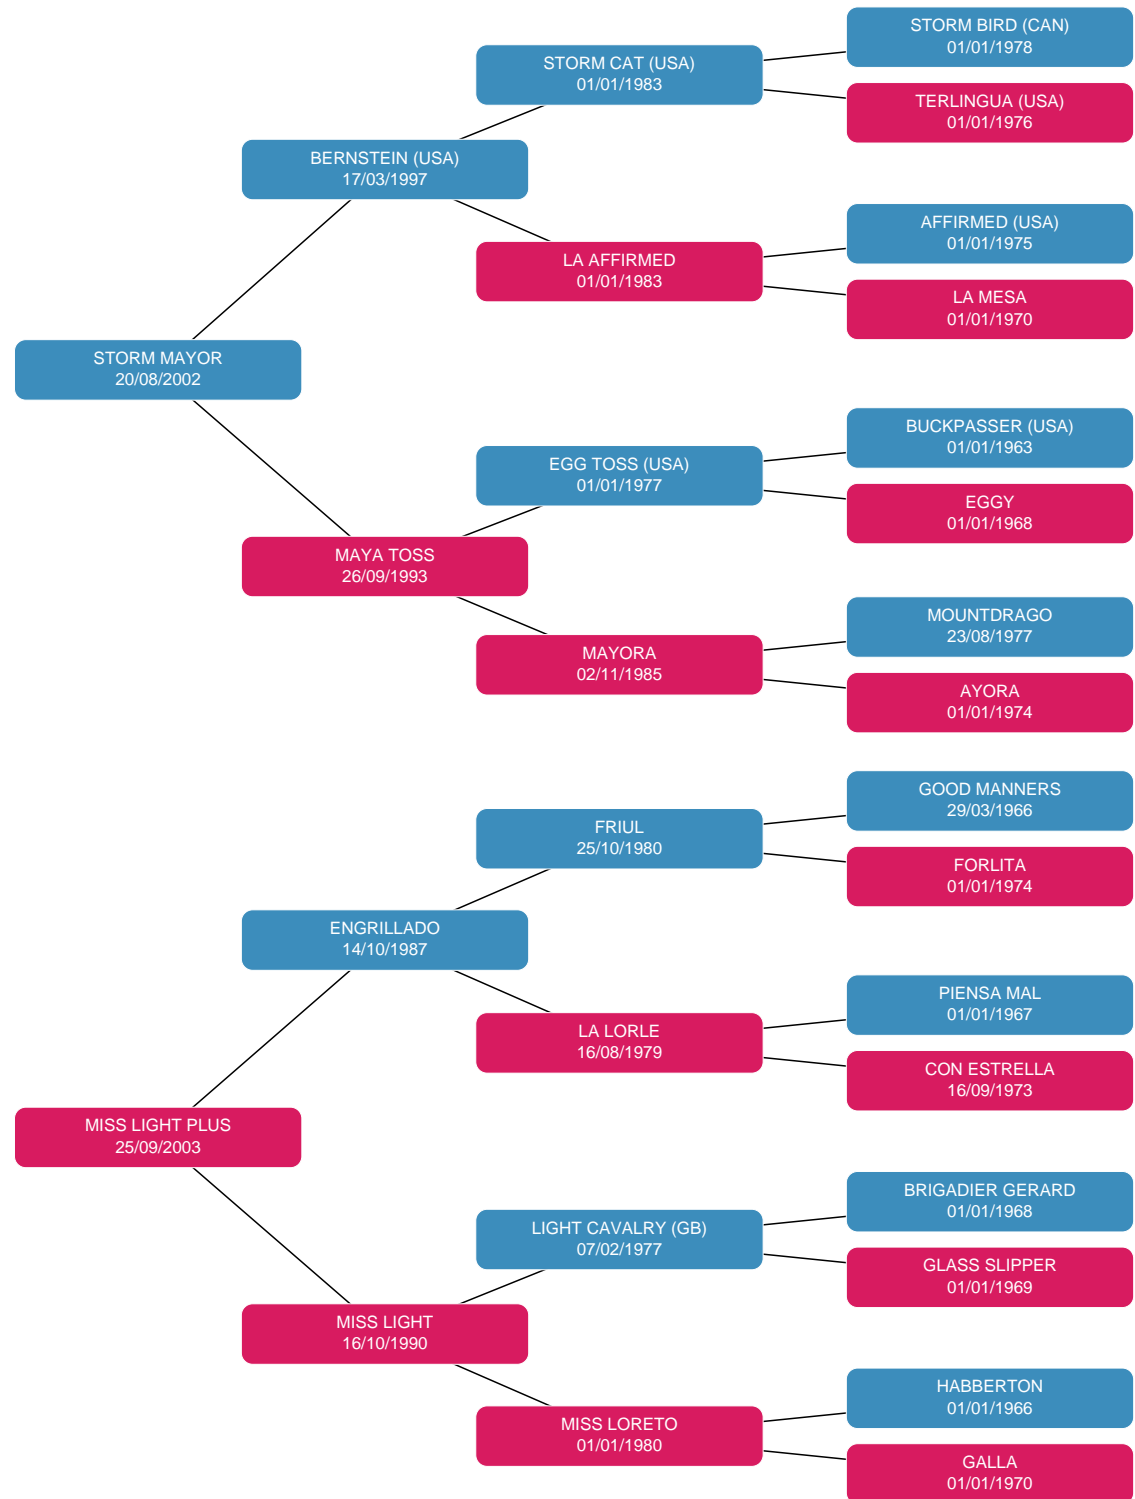 STORM BIRD (CAN)
01/01/1978
STORM CAT (USA)
01/01/1983
TERLINGUA (USA)
01/01/1976
BERNSTEIN (USA)
17/03/1997
AFFIRMED (USA)
01/01/1975
LA AFFIRMED
01/01/1983
LA MESA
01/01/1970
STORM MAYOR
20/08/2002
BUCKPASSER (USA)
01/01/1963
EGG TOSS (USA)
01/01/1977
EGGY
01/01/1968
MAYA TOSS
26/09/1993
MOUNTDRAGO
23/08/1977
MAYORA
02/11/1985
AYORA
01/01/1974
GOOD MANNERS
29/03/1966
FRIUL
25/10/1980
FORLITA
01/01/1974
ENGRILLADO
14/10/1987
PIENSA MAL
01/01/1967
LA LORLE
16/08/1979
CON ESTRELLA
16/09/1973
MISS LIGHT PLUS
25/09/2003
BRIGADIER GERARD
01/01/1968
LIGHT CAVALRY (GB)
07/02/1977
GLASS SLIPPER
01/01/1969
MISS LIGHT
16/10/1990
HABBERTON
01/01/1966
MISS LORETO
01/01/1980
GALLA
01/01/1970